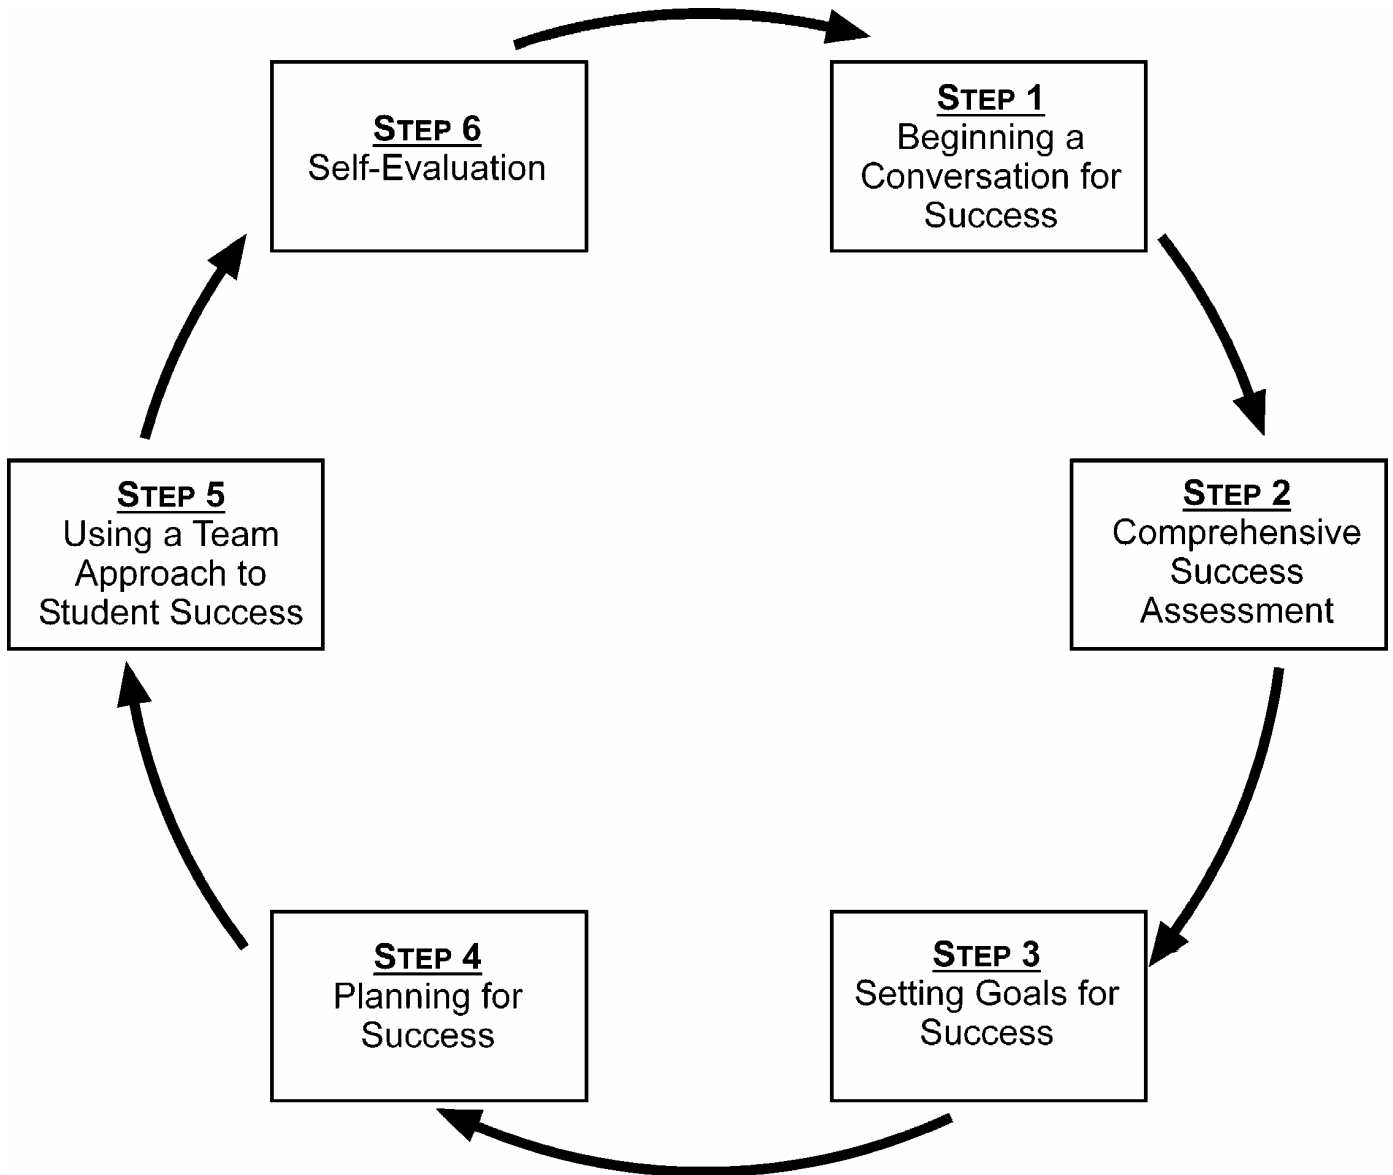 STEP 1
Beginning a
Conversation for
Success
STEP 2
Comprehensive
Success
Assessment
STEP 3
Setting Goals for
Success
STEP 4
Planning for
Success
STEP 5
Using a Team
Approach to
Student Success
STEP 6
Self-Evaluation